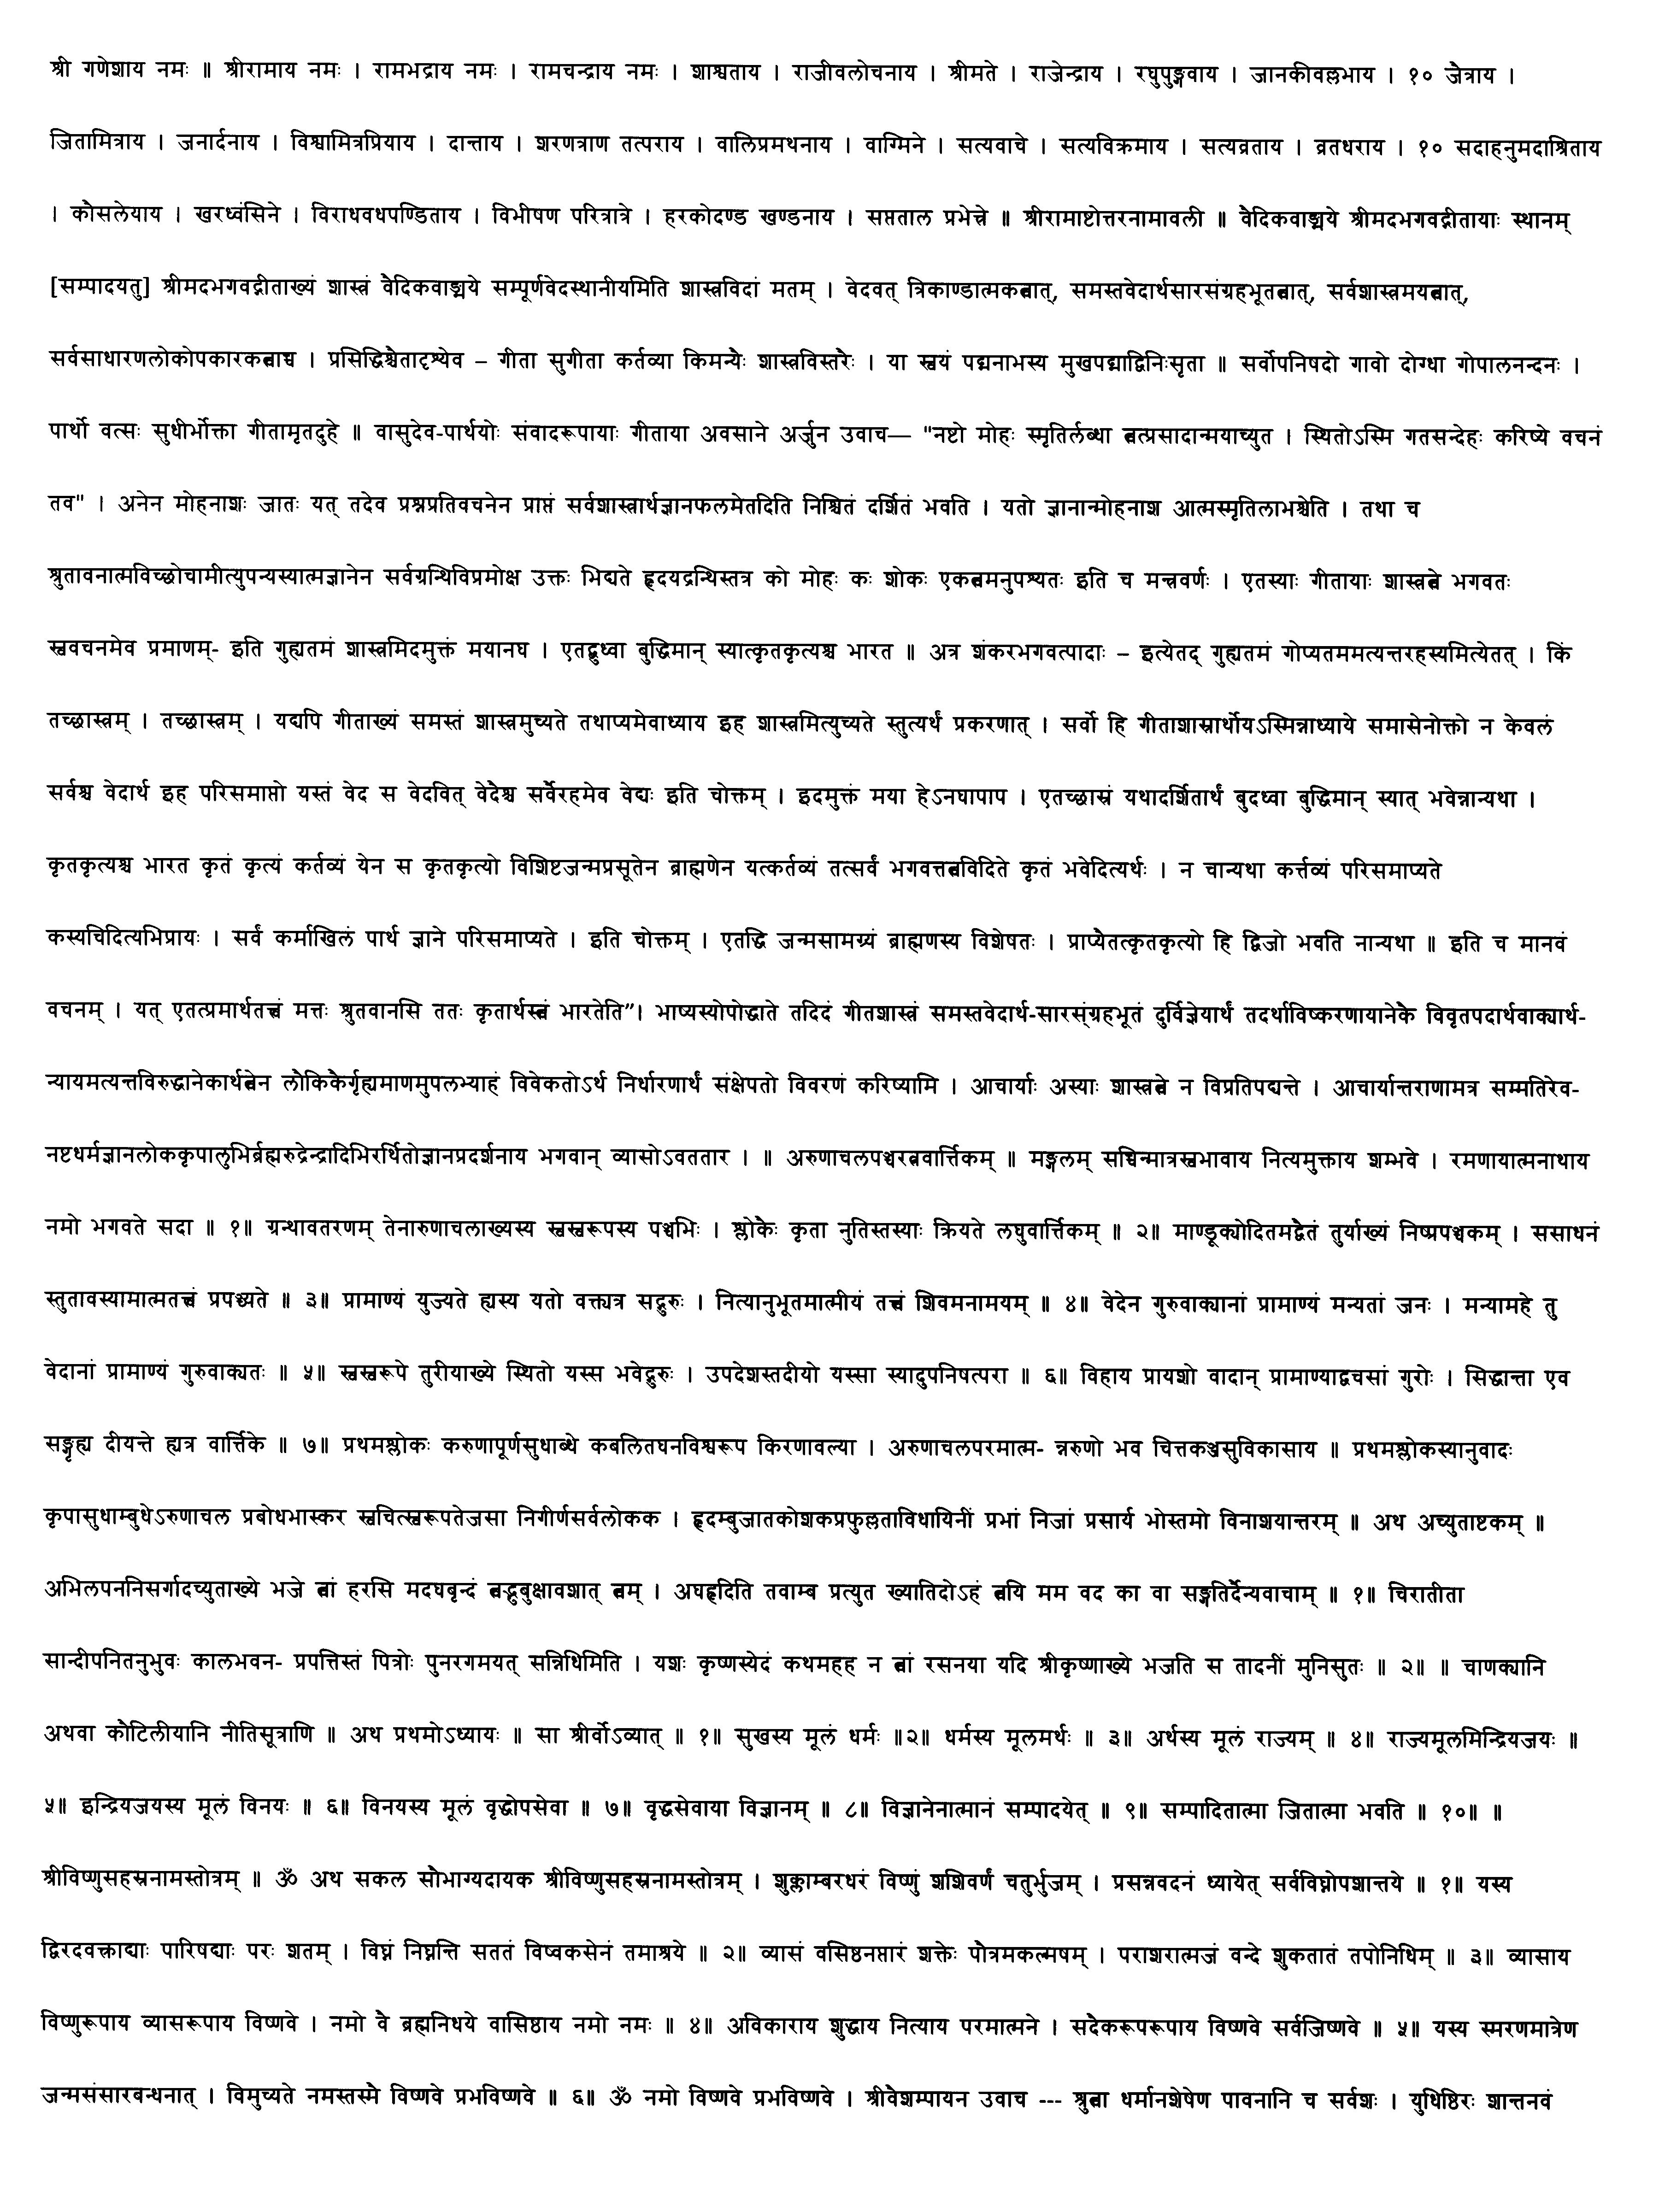 श्री गणेशाय नमः ॥ श्रीरामाय नमः । रामभद्राय नमः । रामचन्द्राय नमः । शाश्वताय । राजीवलोचनाय । श्रीमते । राजेन्द्राय । रघुपुङ्गवाय । जानकीवल्लभाय । १० जैत्राय ।
जितामित्राय । जनार्दनाय । विश्वामित्रप्रियाय । दान्ताय । शरणत्राण तत्पराय । वालिप्रमथनाय । वाग्मिने । सत्यवाचे । सत्यविक्रमाय । सत्यव्रताय । व्रतधराय । १० सदाहनुमदाश्रिताय
। कौसलेयाय । खरध्वंसिने । विराधवधपण्डिताय । विभीषण परित्रात्रे । हरकोदण्ड खण्डनाय । सप्तताल प्रभेत्त्रे ॥ श्रीरामाष्टोत्तरनामावली ॥ वैदिकवाङ्मये श्रीमदभगवद्गीतायाः स्थानम्
[सम्पादयतु] श्रीमदभगवद्गीताख्यं शास्त्रं वैदिकवाङ्मये सम्पूर्णवेदस्थानीयमिति शास्त्रविदां मतम् । वेदवत् त्रिकाण्डात्मकत्वात्, समस्तवेदार्थसारसंग्रहभूतत्वात्, सर्वशास्त्रमयत्वात्,
सर्वसाधारणलोकोपकारकत्वाच्च । प्रसिद्धिश्चैतादृश्येव – गीता सुगीता कर्तव्या किमन्यैः शास्त्रविस्तरैः । या स्वयं पद्मनाभस्य मुखपद्माद्विनिःसृता ॥ सर्वोपनिषदो गावो दोग्धा गोपालनन्दनः ।
पार्थो वत्सः सुधीर्भोक्ता गीतामृतदुहे ॥ वासुदेव-पार्थयोः संवादरूपायाः गीताया अवसाने अर्जुन उवाच— "नष्टो मोहः स्मृतिर्लब्धा त्वत्प्रसादान्मयाच्युत । स्थितोऽस्मि गतसन्देहः करिष्ये वचनं
तव" । अनेन मोहनाशः जातः यत् तदेव प्रश्नप्रतिवचनेन प्राप्तं सर्वशास्त्रार्थज्ञानफलमेतदिति निश्चितं दर्शितं भवति । यतो ज्ञानान्मोहनाश आत्मस्मृतिलाभश्चेति । तथा च
श्रुतावनात्मविच्छोचामीत्युपन्यस्यात्मज्ञानेन सर्वग्रन्थिविप्रमोक्ष उक्तः भिद्यते हृदयद्रन्थिस्तत्र को मोहः कः शोकः एकत्वमनुपश्यतः इति च मन्त्रवर्णः । एतस्याः गीतायाः शास्त्रत्वे भगवतः
स्ववचनमेव प्रमाणम्- इति गुह्यतमं शास्त्रमिदमुक्तं मयानघ । एतद्बुध्वा बुद्धिमान् स्यात्कृतकृत्यश्च भारत ॥ अत्र शंकरभगवत्पादाः – इत्येतद् गुह्यतमं गोप्यतममत्यन्तरहस्यमित्येतत् । किं
तच्छास्त्रम् । तच्छास्त्रम् । यद्यपि गीताख्यं समस्तं शास्त्रमुच्यते तथाप्यमेवाध्याय इह शास्त्रमित्युच्यते स्तुत्यर्थं प्रकरणात् । सर्वो हि गीताशास्रार्थोयऽस्मिन्नाध्याये समासेनोक्तो न केवलं
सर्वश्च वेदार्थ इह परिसमाप्तो यस्तं वेद स वेदवित् वेदैश्च सर्वैरहमेव वेद्यः इति चोक्तम् । इदमुक्तं मया हेऽनघापाप । एतच्छास्रं यथादर्शितार्थं बुदध्वा बुद्धिमान् स्यात् भवेन्नान्यथा ।
कृतकृत्यश्च भारत कृतं कृत्यं कर्तव्यं येन स कृतकृत्यो विशिष्टजन्मप्रसूतेन ब्राह्मणेन यत्कर्तव्यं तत्सर्वं भगवत्तत्वविदिते कृतं भवेदित्यर्थः । न चान्यथा कर्त्तव्यं परिसमाप्यते
कस्यचिदित्यभिप्रायः । सर्वं कर्माखिलं पार्थ ज्ञाने परिसमाप्यते । इति चोक्तम् । एतद्धि जन्मसामग्र्यं ब्राह्मणस्य विशेषतः । प्राप्यैतत्कृतकृत्यो हि द्विजो भवति नान्यथा ॥ इति च मानवं
वचनम् । यत् एतत्प्रमार्थतत्त्वं मत्तः श्रुतवानसि ततः कृतार्थस्त्वं भारतेति”। भाष्यस्योपोद्धाते तदिदं गीतशास्त्रं समस्तवेदार्थ-सारस्ंग्रहभूतं दुर्विज्ञेयार्थं तदर्थाविष्करणायानेकै विवृतपदार्थवाक्यार्थ-
न्यायमत्यन्तविरुद्धानेकार्थत्वेन लौकिकैर्गृह्यमाणमुपलभ्याहं विवेकतोऽर्थ निर्धारणार्थं संक्षेपतो विवरणं करिष्यामि । आचार्याः अस्याः शास्त्रत्वे न विप्रतिपद्यन्ते । आचार्यान्तराणामत्र सम्मतिरेव-
नष्टधर्मज्ञानलोककृपालुभिर्ब्रह्मरुद्रेन्द्रादिभिरर्थितोज्ञानप्रदर्शनाय भगवान् व्यासोऽवततार । ॥ अरुणाचलपञ्चरत्नवार्त्तिकम् ॥ मङ्गलम् सच्चिन्मात्रस्वभावाय नित्यमुक्ताय शम्भवे । रमणायात्मनाथाय
नमो भगवते सदा ॥ १॥ ग्रन्थावतरणम् तेनारुणाचलाख्यस्य स्वस्वरूपस्य पञ्चभिः । श्लोकैः कृता नुतिस्तस्याः क्रियते लघुवार्त्तिकम् ॥ २॥ माण्डूक्योदितमद्वैतं तुर्याख्यं निष्प्रपञ्चकम् । ससाधनं
स्तुतावस्यामात्मतत्त्वं प्रपञ्च्यते ॥ ३॥ प्रामाण्यं युज्यते ह्यस्य यतो वक्त्यत्र सद्गुरुः । नित्यानुभूतमात्मीयं तत्त्वं शिवमनामयम् ॥ ४॥ वेदेन गुरुवाक्यानां प्रामाण्यं मन्यतां जनः । मन्यामहे तु
वेदानां प्रामाण्यं गुरुवाक्यतः ॥ ५॥ स्वस्वरूपे तुरीयाख्ये स्थितो यस्स भवेद्गुरुः । उपदेशस्तदीयो यस्सा स्यादुपनिषत्परा ॥ ६॥ विहाय प्रायशो वादान् प्रामाण्याद्वचसां गुरोः । सिद्धान्ता एव
सङ्गृह्य दीयन्ते ह्यत्र वार्त्तिके ॥ ७॥ प्रथमश्लोकः करुणापूर्णसुधाब्धे कबलितघनविश्वरूप किरणावल्या । अरुणाचलपरमात्म- न्नरुणो भव चित्तकञ्जसुविकासाय ॥ प्रथमश्लोकस्यानुवादः
कृपासुधाम्बुधेऽरुणाचल प्रबोधभास्कर स्वचित्स्वरूपतेजसा निगीर्णसर्वलोकक । हृदम्बुजातकोशकप्रफुल्लताविधायिनीं प्रभां निजां प्रसार्य भोस्तमो विनाशयान्तरम् ॥ अथ अच्युताष्टकम् ॥
अभिलपननिसर्गादच्युताख्ये भजे त्वां हरसि मदघबृन्दं त्वद्भुबुक्षावशात् त्वम् । अघहृदिति तवाम्ब प्रत्युत ख्यातिदोऽहं त्वयि मम वद का वा सङ्गतिर्दैन्यवाचाम् ॥ १॥ चिरातीता
सान्दीपनितनुभुवः कालभवन- प्रपत्तिस्तं पित्रोः पुनरगमयत् सन्निधिमिति । यशः कृष्णस्येदं कथमहह न त्वां रसनया यदि श्रीकृष्णाख्ये भजति स तादनीं मुनिसुतः ॥ २॥ ॥ चाणक्यानि
अथवा कौटिलीयानि नीतिसूत्राणि ॥ अथ प्रथमोऽध्यायः ॥ सा श्रीर्वोऽव्यात् ॥ १॥ सुखस्य मूलं धर्मः ॥२॥ धर्मस्य मूलमर्थः ॥ ३॥ अर्थस्य मूलं राज्यम् ॥ ४॥ राज्यमूलमिन्द्रियजयः ॥
५॥ इन्द्रियजयस्य मूलं विनयः ॥ ६॥ विनयस्य मूलं वृद्धोपसेवा ॥ ७॥ वृद्धसेवाया विज्ञानम् ॥ ८॥ विज्ञानेनात्मानं सम्पादयेत् ॥ ९॥ सम्पादितात्मा जितात्मा भवति ॥ १०॥ ॥
श्रीविष्णुसहस्रनामस्तोत्रम् ॥ ॐ अथ सकल सौभाग्यदायक श्रीविष्णुसहस्रनामस्तोत्रम् । शुक्लाम्बरधरं विष्णुं शशिवर्णं चतुर्भुजम् । प्रसन्नवदनं ध्यायेत् सर्वविघ्नोपशान्तये ॥ १॥ यस्य
द्विरदवक्त्राद्याः पारिषद्याः परः शतम् । विघ्नं निघ्नन्ति सततं विष्वकसेनं तमाश्रये ॥ २॥ व्यासं वसिष्ठनप्तारं शक्तेः पौत्रमकल्मषम् । पराशरात्मजं वन्दे शुकतातं तपोनिधिम् ॥ ३॥ व्यासाय
विष्णुरूपाय व्यासरूपाय विष्णवे । नमो वै ब्रह्मनिधये वासिष्ठाय नमो नमः ॥ ४॥ अविकाराय शुद्धाय नित्याय परमात्मने । सदैकरूपरूपाय विष्णवे सर्वजिष्णवे ॥ ५॥ यस्य स्मरणमात्रेण
जन्मसंसारबन्धनात् । विमुच्यते नमस्तस्मै विष्णवे प्रभविष्णवे ॥ ६॥ ॐ नमो विष्णवे प्रभविष्णवे । श्रीवैशम्पायन उवाच --- श्रुत्वा धर्मानशेषेण पावनानि च सर्वशः । युधिष्ठिरः शान्तनवं